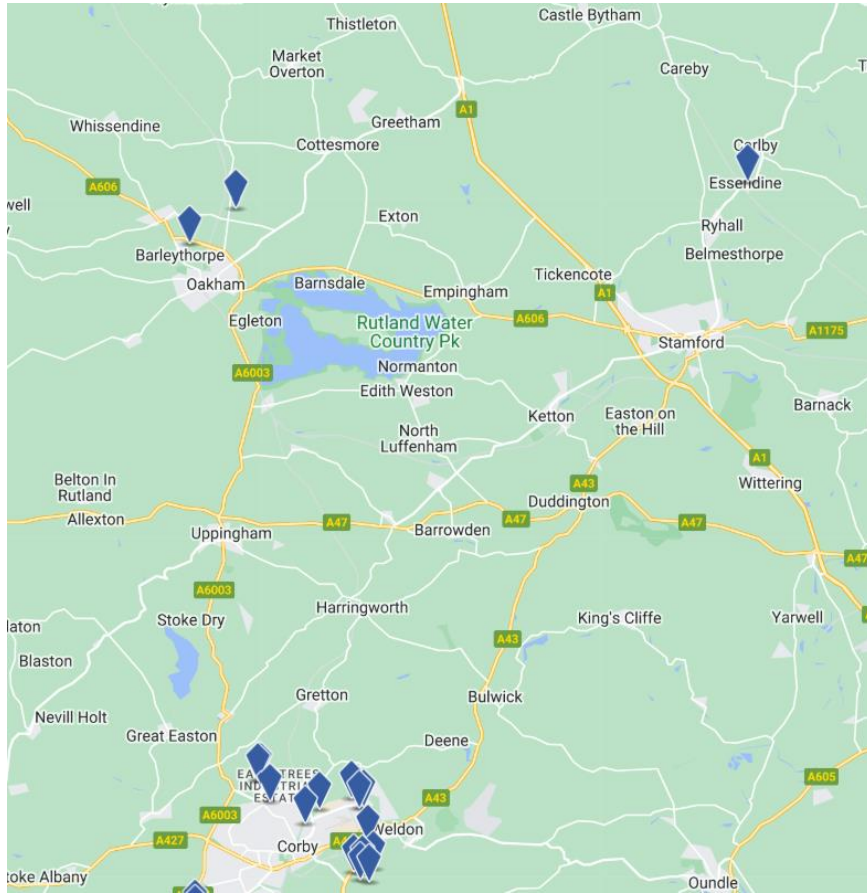 Thistleton
Castle Bytham
Market
Overton
Careby
Whissendine
A1
Greetham
Cottesmore
Carlby
A606
Essendine
well
Exton
Ryhall
Barleythorpe
Belmesthorpe
Oakham
Barnsdale
Empingham
Tickencote
A1
Egleton
Rutland Water
Country Pk
A606
A1175
Stamford
Normanton
A6003
Edith Weston
Barnack
Ketton
Easton on
the Hill
North
Luffenham
A1
Belton In
Rutland
A43
Wittering
Allexton
Duddington
Uppingham
A47
Barrowden
A47
A47
A47
A6003
Harringworth
Stoke Dry
King's Cliffe
Yarwell
laton
A43
Blaston
Gretton
Bulwick
Nevill Holt
Great Easton
Deene
A605
A43
A6003
Weldon
A427
Corby
toke Albany
Oundle